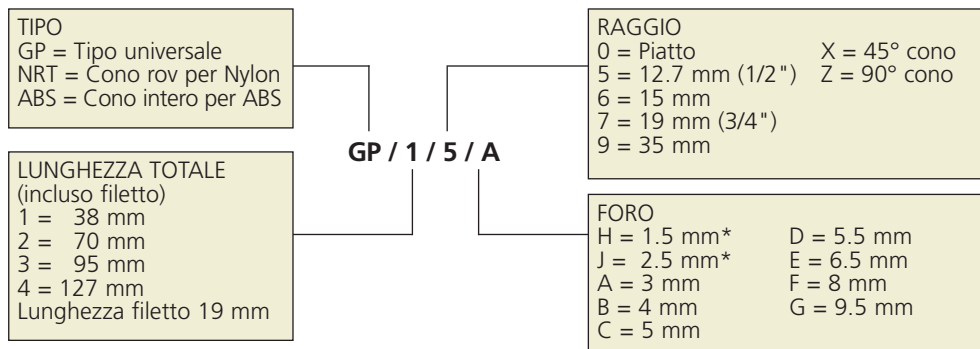 TIPO
GP = Tipo universale
NRT = Cono rov per Nylon
ABS = Cono intero per ABS
RAGGIO
0 = Piatto X = 45° cono
5 = 12.7 mm (1/2") Z = 90° cono
6 = 15 mm
7 = 19 mm (3/4")
9 = 35 mm
GP / 1 / 5 / A
LUNGHEZZA TOTALE
(incluso filetto)
1 = 38 mm
2 = 70 mm
3 = 95 mm
4 = 127 mm
Lunghezza filetto 19 mm
FORO
H = 1.5 mm* D = 5.5 mm
J = 2.5 mm* E = 6.5 mm
A = 3 mm F = 8 mm
B = 4 mm G = 9.5 mm
C = 5 mm